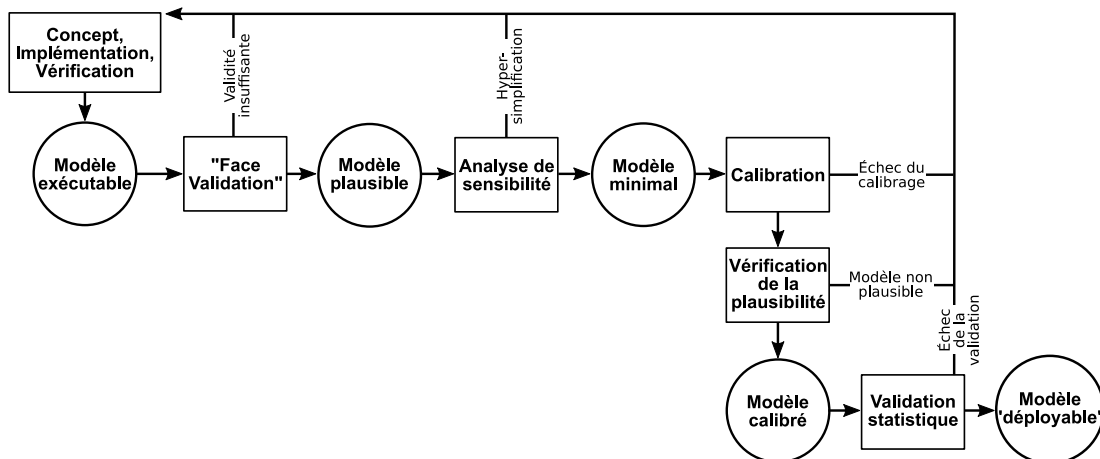 Concept,
Implémentation,
Vérification
Validité
insuffisante
Hyper-
simplification
Modèle
exécutable
"Face
Validation"
Modèle
plausible
Analyse de
sensibilité
Modèle
minimal
Calibration
Échec du
calibrage
Vérification
de la
plausibilité
Modèle non
plausible
Échec
de la
validation
Modèle
calibré
Validation
statistique
Modèle
'déployable'